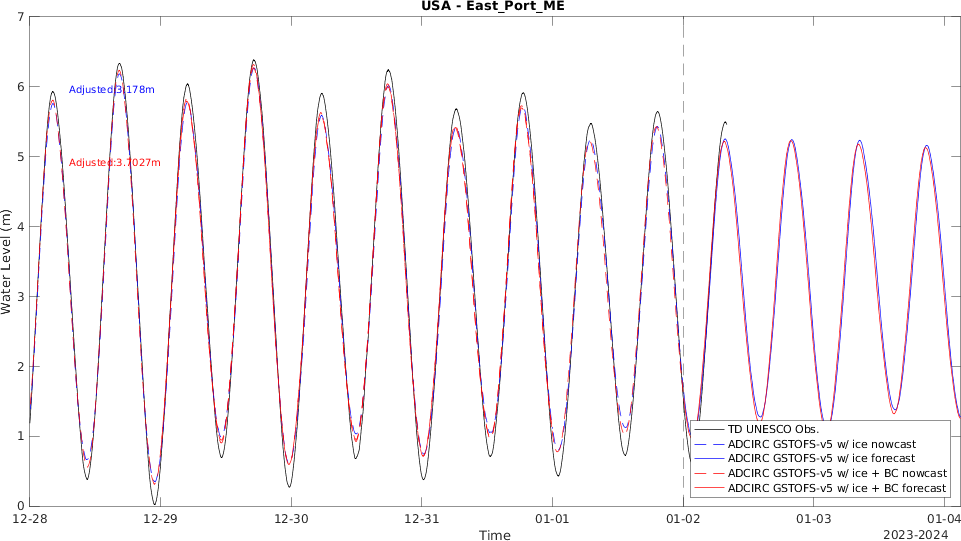 USA - East_Port_ME
7
6
5
4
3
2
1
0
Water Level (m)
Adjusted:3.178m
Adjusted:3.7027m
TD UNESCO Obs.
ADCIRC GSTOFS-v5 w/ ice nowcast
ADCIRC GSTOFS-v5 w/ ice forecast
ADCIRC GSTOFS-v5 w/ ice + BC nowcast
ADCIRC GSTOFS-v5 w/ ice + BC forecast
12-28 12-29 12-30 12-31 01-01 01-02 01-03 01-04
Time
2023-2024